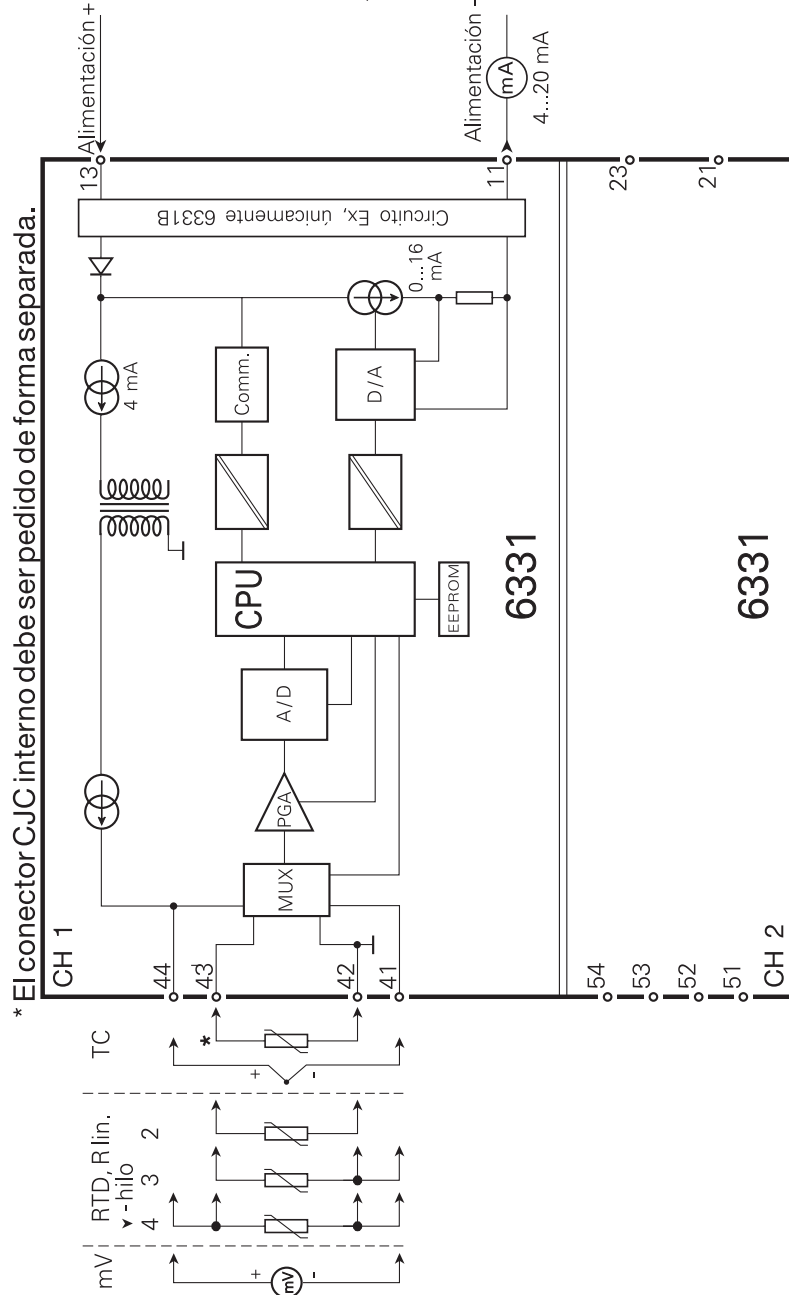 * El conector CJC interno debe ser pedido de forma separada.
mV
RTD, R lin.
- hilo
4 3 2
TC
mV
+
-
+
-
*
CH 1
44
43
42
41
MUX
PGA
A/D
CPU
EEPROM
Comm.
D/A
4 mA
0...16
mA
Circuito Ex, únicamente 6331B
13
Alimentación +
11
Alimentación -
mA
4...20 mA
6331
CH 2
54
53
52
51
23
21
6331